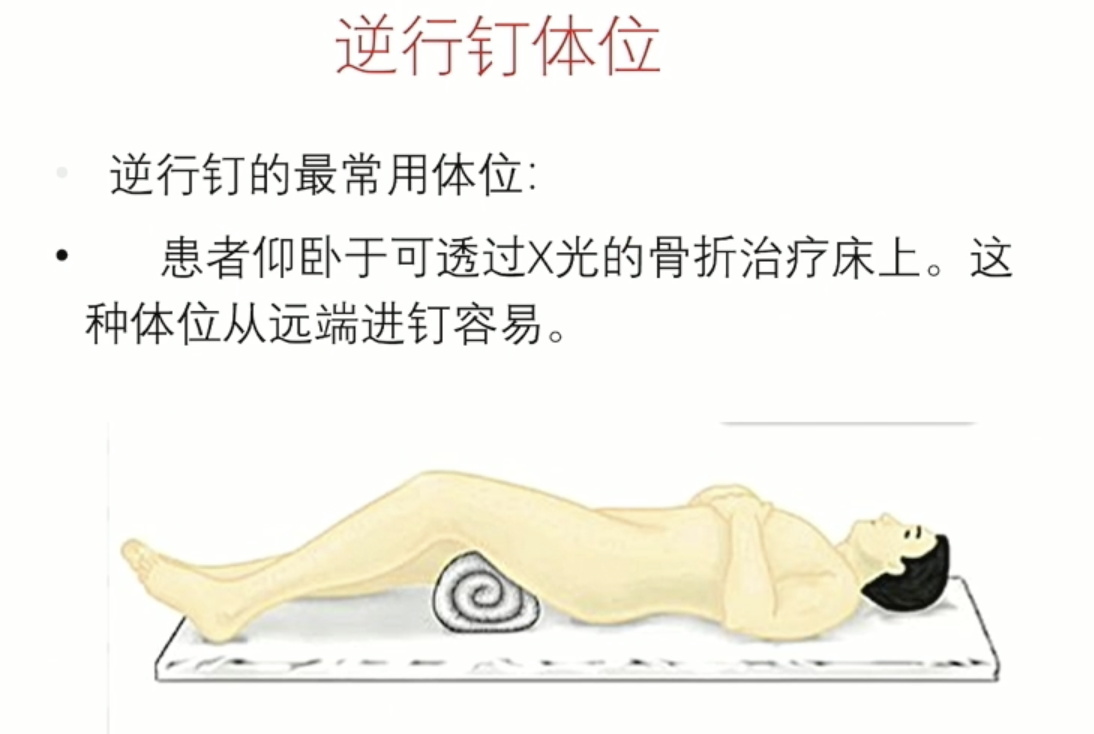 逆行钉体位
逆行钉的最常用体位:
患者仰卧于可透过X光的骨折治疗床上。这
种体位从远端进钉容易。